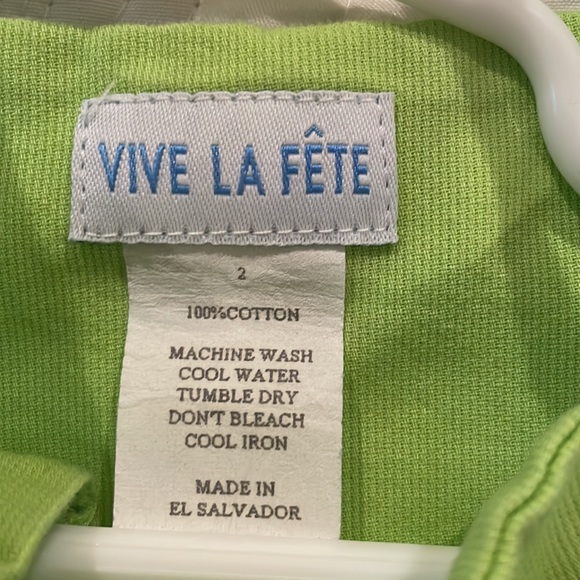 VIVE LA FÊTE
2
100%COTTON
MACHINE WASH
COOL WATER
TUMBLE DRY
DON'T BLEACH
COOL IRON
MADE IN
EL SALVADOR